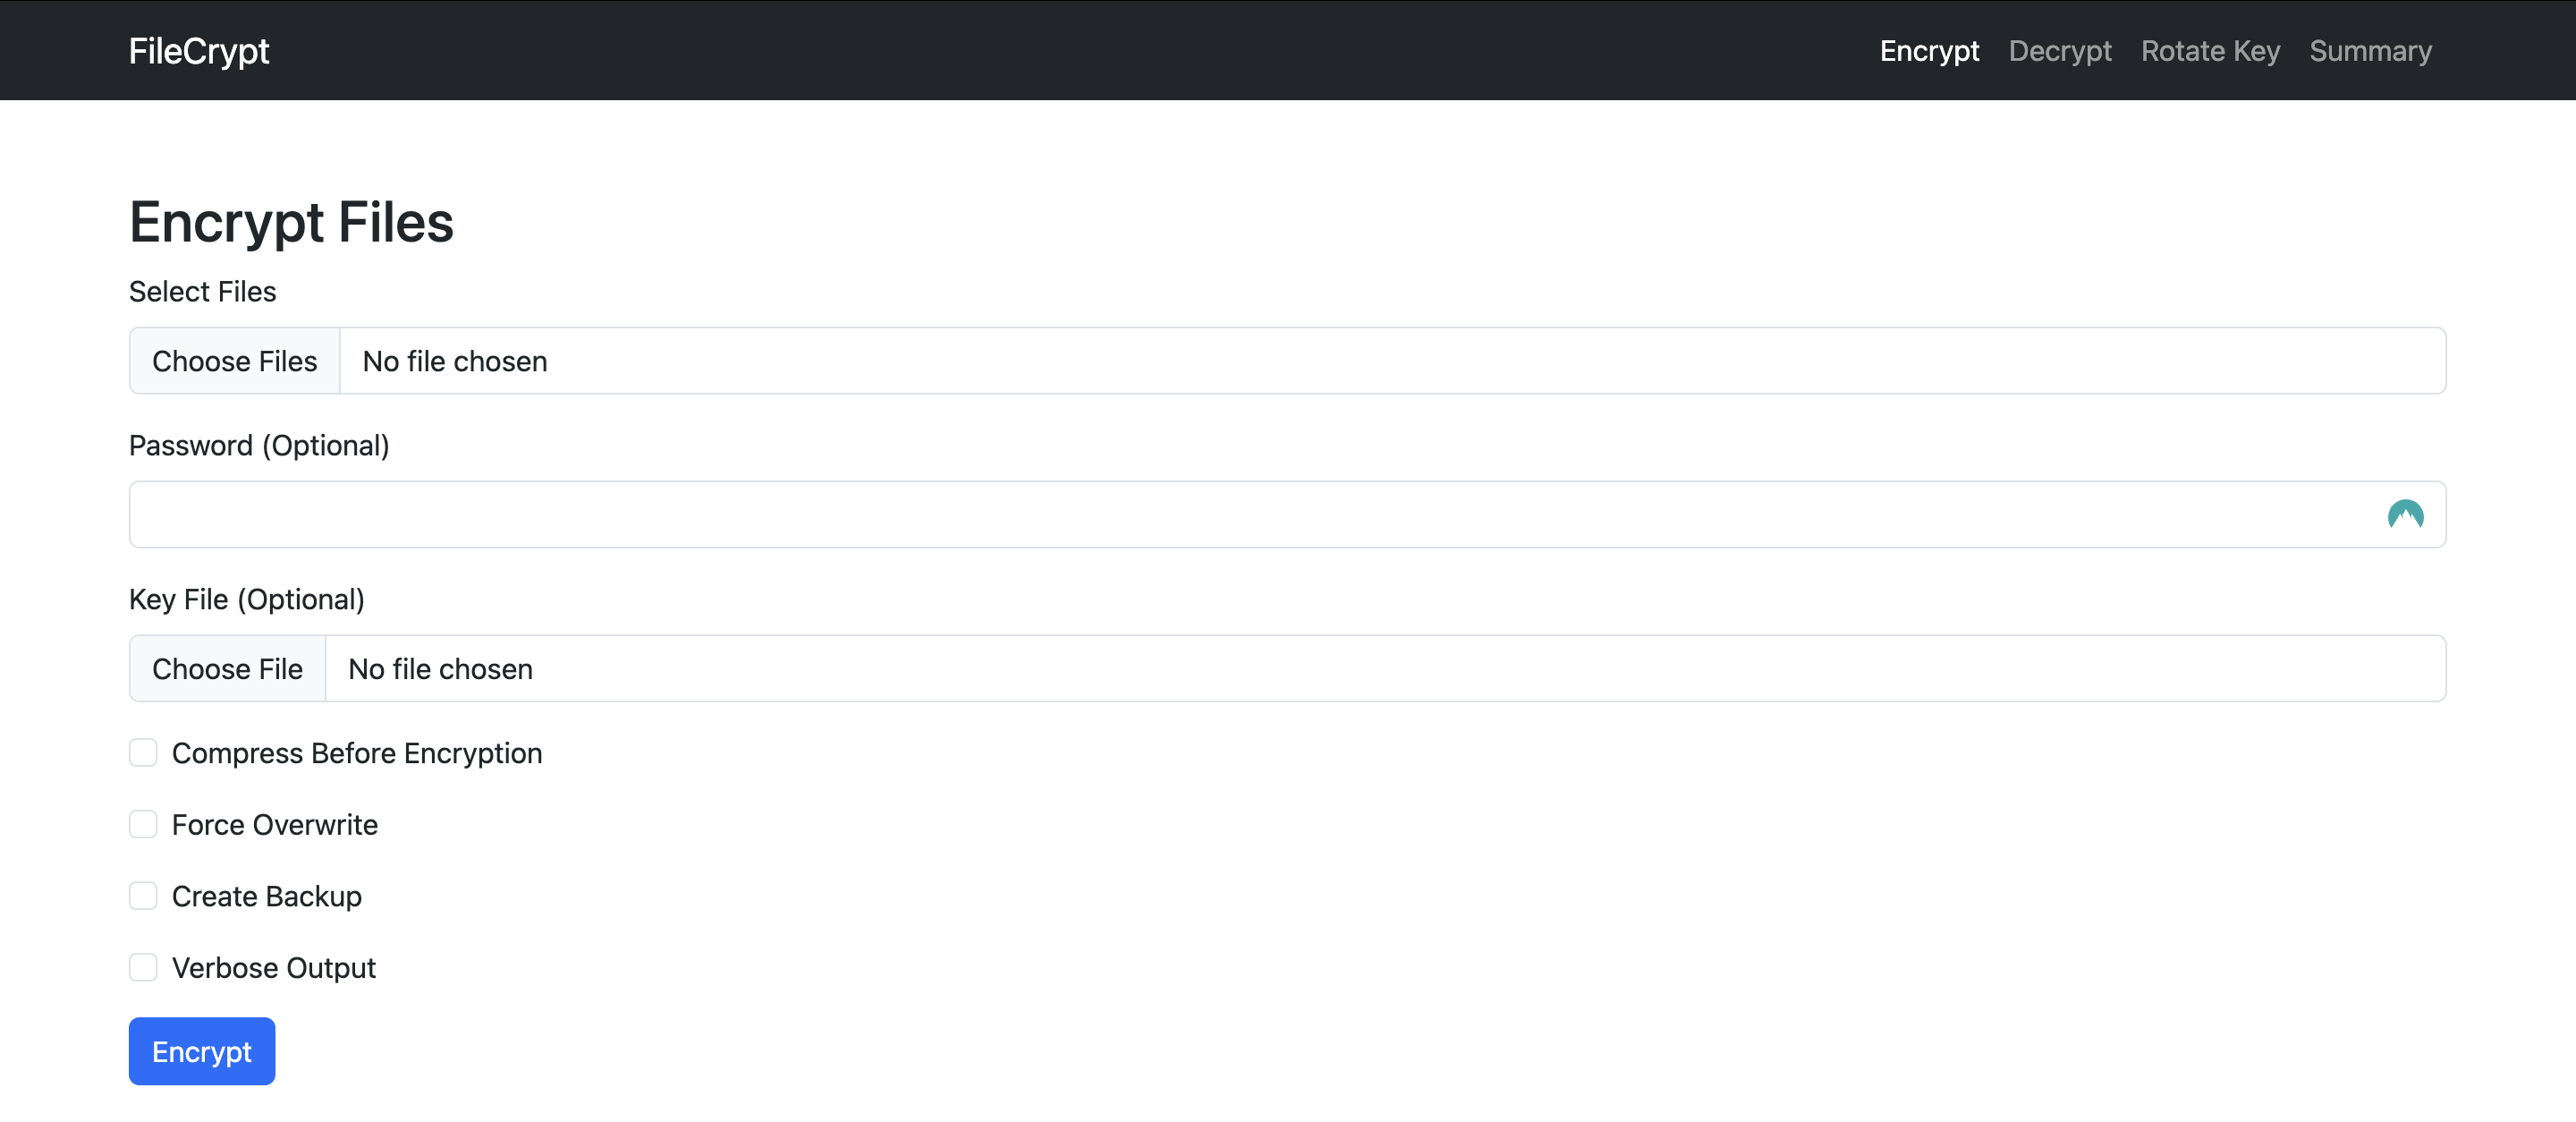 FileCrypt Encrypt Decrypt Rotate Key Summary
Encrypt Files
Select Files
Choose Files No file chosen
Password (Optional)
Key File (Optional)
Choose File No file chosen
Compress Before Encryption
Force Overwrite
Create Backup
Verbose Output
Encrypt